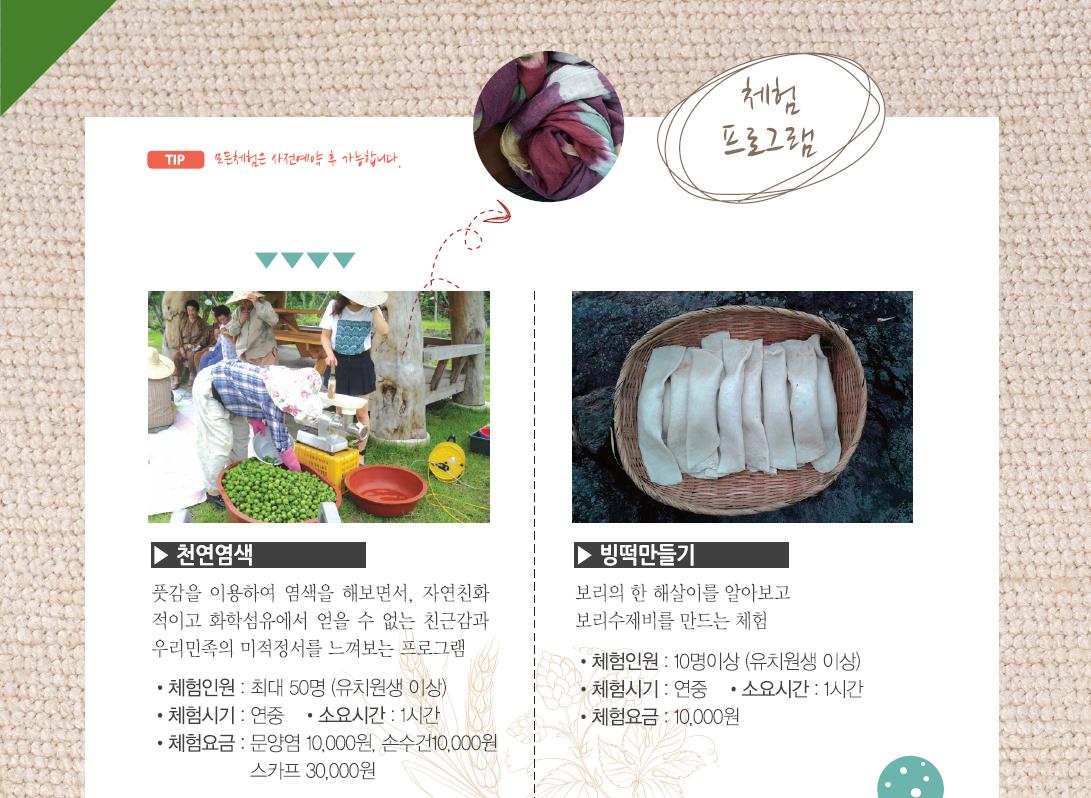 체험
프로그램
TIP 모든체험은 사전예약 후 가능합니다.
▶ 천연염색
풋감을 이용하여 염색을 해보면서, 자연친화
적이고 화학섬유에서 얻을 수 없는 친근감과
우리민족의 미적정서를 느껴보는 프로그램
• 체험인원 : 최대 50명 (유치원생 이상)
• 체험시기 : 연중 • 소요시간 : 1시간
• 체험요금 : 문양염 10,000원, 손수건10,000원
스카프 30,000원
▶ 빙떡만들기
보리의 한 해살이를 알아보고
보리수제비를 만드는 체험
• 체험인원 : 10명이상 (유치원생 이상)
• 체험시기 : 연중 • 소요시간 : 1시간
• 체험요금 : 10,000원